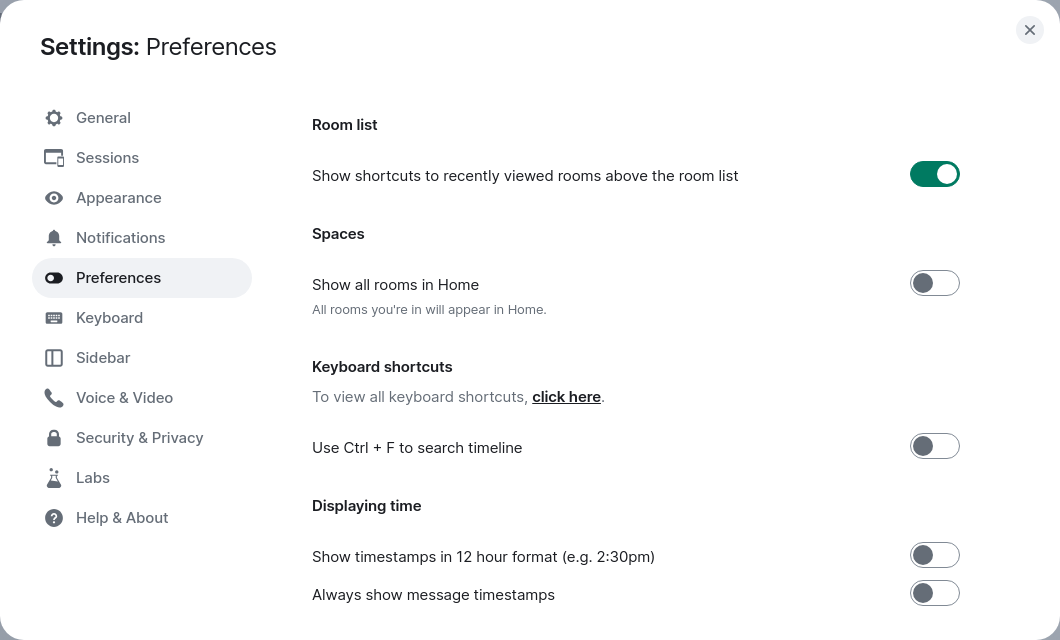 Settings: Preferences
General
Sessions
Appearance
Notifications
Preferences
Keyboard
Sidebar
Voice & Video
Security & Privacy
Labs
Help & About
Room list
Show shortcuts to recently viewed rooms above the room list
Spaces
Show all rooms in Home
All rooms you're in will appear in Home.
Keyboard shortcuts
To view all keyboard shortcuts, click here.
Use Ctrl + F to search timeline
Displaying time
Show timestamps in 12 hour format (e.g. 2:30pm)
Always show message timestamps